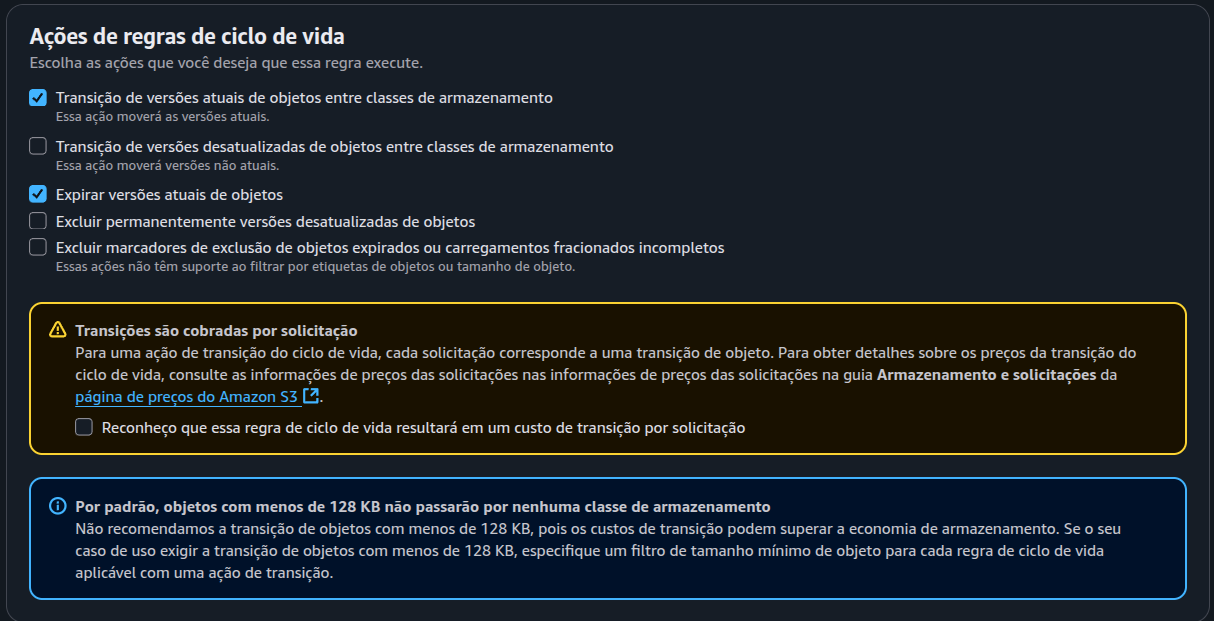 Ações de regras de ciclo de vida
Escolha as ações que você deseja que essa regra execute.
Transição de versões atuais de objetos entre classes de armazenamento
Essa ação moverá as versões atuais.
Transição de versões desatualizadas de objetos entre classes de armazenamento
Essa ação moverá versões não atuais.
Expirar versões atuais de objetos
Excluir permanentemente versões desatualizadas de objetos
Excluir marcadores de exclusão de objetos expirados ou carregamentos fracionados incompletos
Essas ações não têm suporte ao filtrar por etiquetas de objetos ou tamanho de objeto.
Transições são cobradas por solicitação
Para uma ação de transição do ciclo de vida, cada solicitação corresponde a uma transição de objeto. Para obter detalhes sobre os preços da transição do
ciclo de vida, consulte as informações de preços das solicitações nas informações de preços das solicitações na guia Armazenamento e solicitações da
página de preços do Amazon S3.
Reconheço que essa regra de ciclo de vida resultará em um custo de transição por solicitação
Por padrão, objetos com menos de 128 KB não passarão por nenhuma classe de armazenamento
Não recomendamos a transição de objetos com menos de 128 KB, pois os custos de transição podem superar a economia de armazenamento. Se o seu
caso de uso exigir a transição de objetos com menos de 128 KB, especifique um filtro de tamanho mínimo de objeto para cada regra de ciclo de vida
aplicável com uma ação de transição.